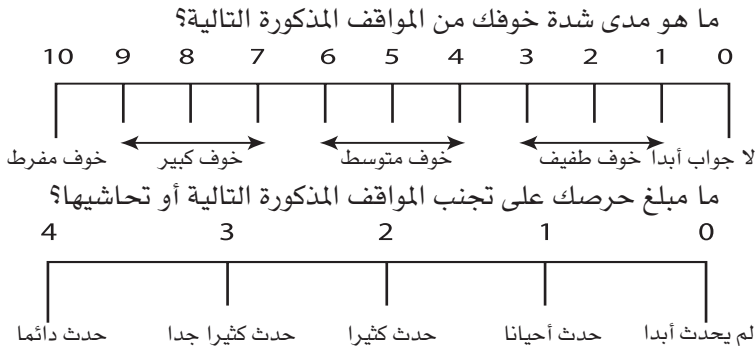 ما هو مدى شدة خوفك من المواقف المذكورة التالية؟
0 1 2 3 4 5 6 7 8 9 10
لا جواب أبدا خوف طفيف خوف متوسط خوف كبير خوف مفرط
ما مبلغ حرصك على تجنب المواقف المذكورة التالية أو تحاشيها؟
0 1 2 3 4
لم يحدث أبدا حدث أحيانا حدث كثيرا حدث كثيرا جدا حدث دائما